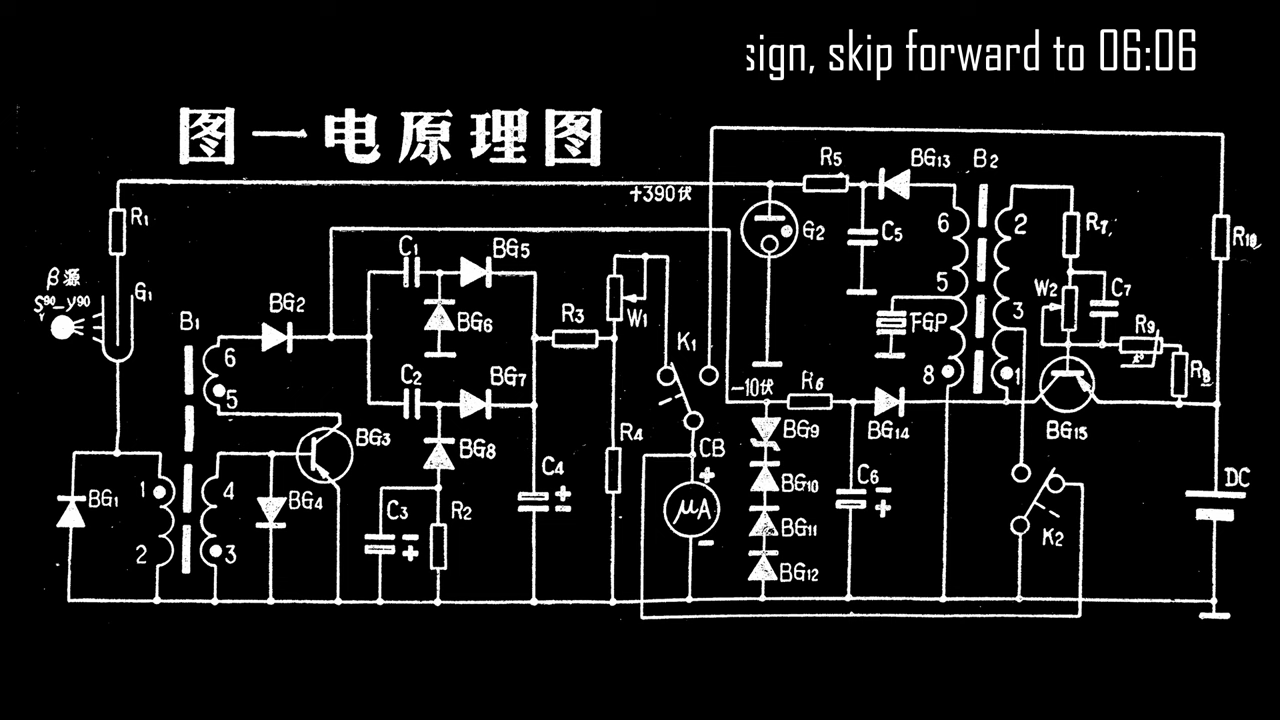 sign, skip forward to 06:06
图一电原理图
R5
BG13
B2
+390伏
R1
G2
C5
6
2
R7
R10
β源
S90-Y90
G1
C1
BG5
5
W2
C7
B1
BG2
BG6
R3
W1
3
R9
6
K1
8
1
R8
5
C2
BG7
-10伏
R6
BG14
BG15
BG3
R4
BG8
CB
BG9
1
4
BG4
C4
+
-
μA
+
-
BG10
C6
-
+
DC
BG1
C3
-
+
R2
BG11
K2
2
3
BG12